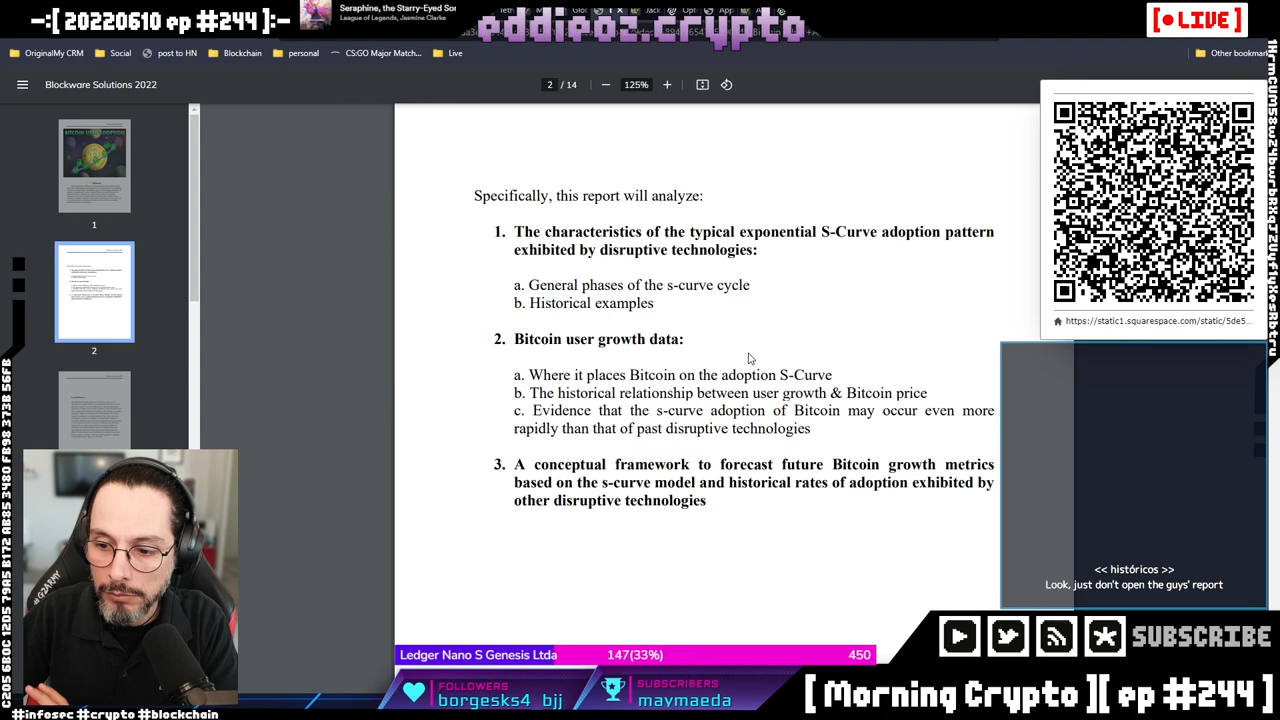 -:[ 20220610 ep #244 ]:-
Seraphine, the Starry-Eyed So
League of Legends, Jasmine Clarke
eddieoz.crypto
[ LIVE ]
OriginalMy CRM
Social
post to HN
Blockchain
personal
CS:GO Major Match...
Live
Other bookmar
Blockware Solutions 2022
2 / 14
125%
BITCOIN USER ADOPTION
1
2
Specifically, this report will analyze:
1. The characteristics of the typical exponential S-Curve adoption pattern
exhibited by disruptive technologies:
a. General phases of the s-curve cycle
b. Historical examples
2. Bitcoin user growth data:
a. Where it places Bitcoin on the adoption S-Curve
b. The historical relationship between user growth & Bitcoin price
c. Evidence that the s-curve adoption of Bitcoin may occur even more
rapidly than that of past disruptive technologies
3. A conceptual framework to forecast future Bitcoin growth metrics
based on the s-curve model and historical rates of adoption exhibited by
other disruptive technologies
https://static1.squarespace.com/static/5de5...
<< históricos >>
Look, just don't open the guys' report
#G2ARMY
Ledger Nano S Genesis Ltda
147(33%)
450
FOLLOWERS
borgesks4 bjj
SUBSCRIBERS
maymaeda
SUBSCRIBE
[ Morning Crypto ][ ep #244 ]
#infosec #crypto #blockchain